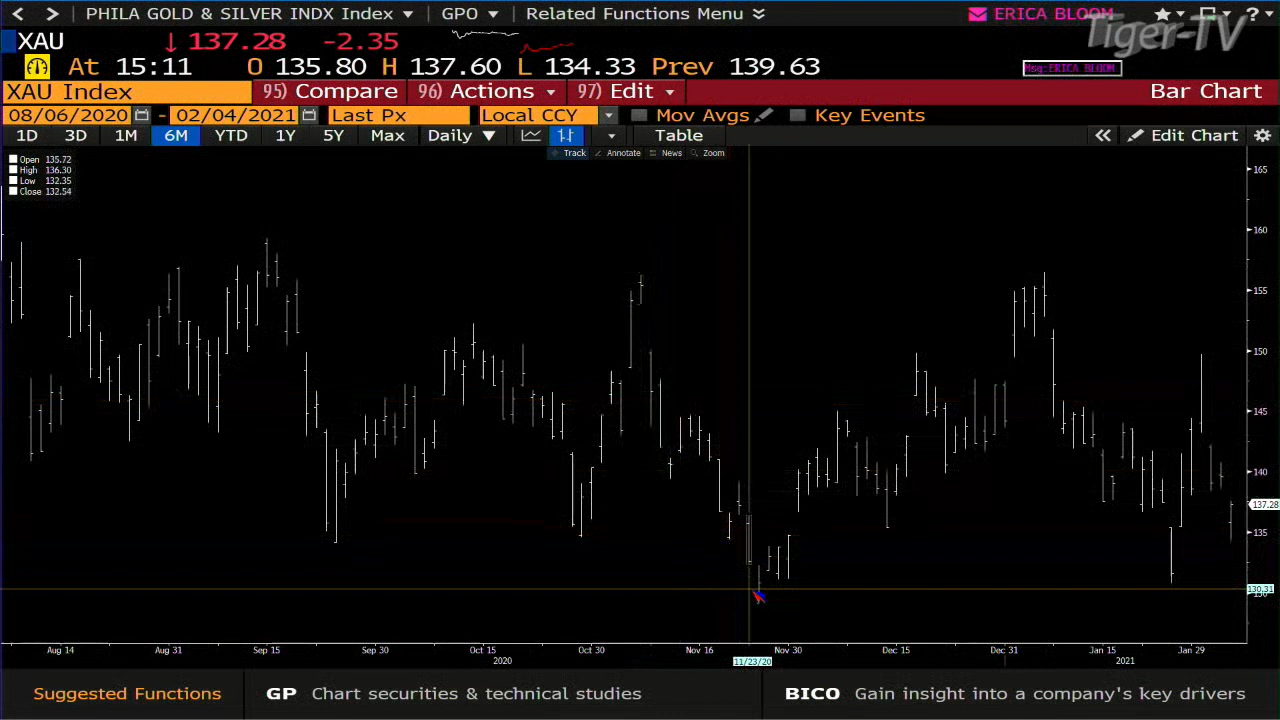 PHILA GOLD & SILVER INDX Index GPO Related Functions Menu ERICA BLOOM ?
Tiger-TV
XAU 137.28 -2.35
At 15:11 O 135.80 H 137.60 L 134.33 Prev 139.63
Msg:ERICA BLOOM
XAU Index 95) Compare 96) Actions 97) Edit Bar Chart
08/06/2020 - 02/04/2021 Last Px Local CCY Mov Avgs Key Events
1D 3D 1M 6M YTD 1Y 5Y Max Daily Table Edit Chart
Track Annotate News Zoom
Open 135.72
High 136.30
Low 132.35
Close 132.54
165
160
155
150
145
140
137.28
135
130.31
Aug 14 Aug 31 Sep 15 Sep 30 Oct 15 Oct 30 Nov 16 Nov 30 Dec 15 Dec 31 Jan 15 Jan 29
2020 11/23/20 2021
Suggested Functions GP Chart securities & technical studies BICO Gain insight into a company's key drivers